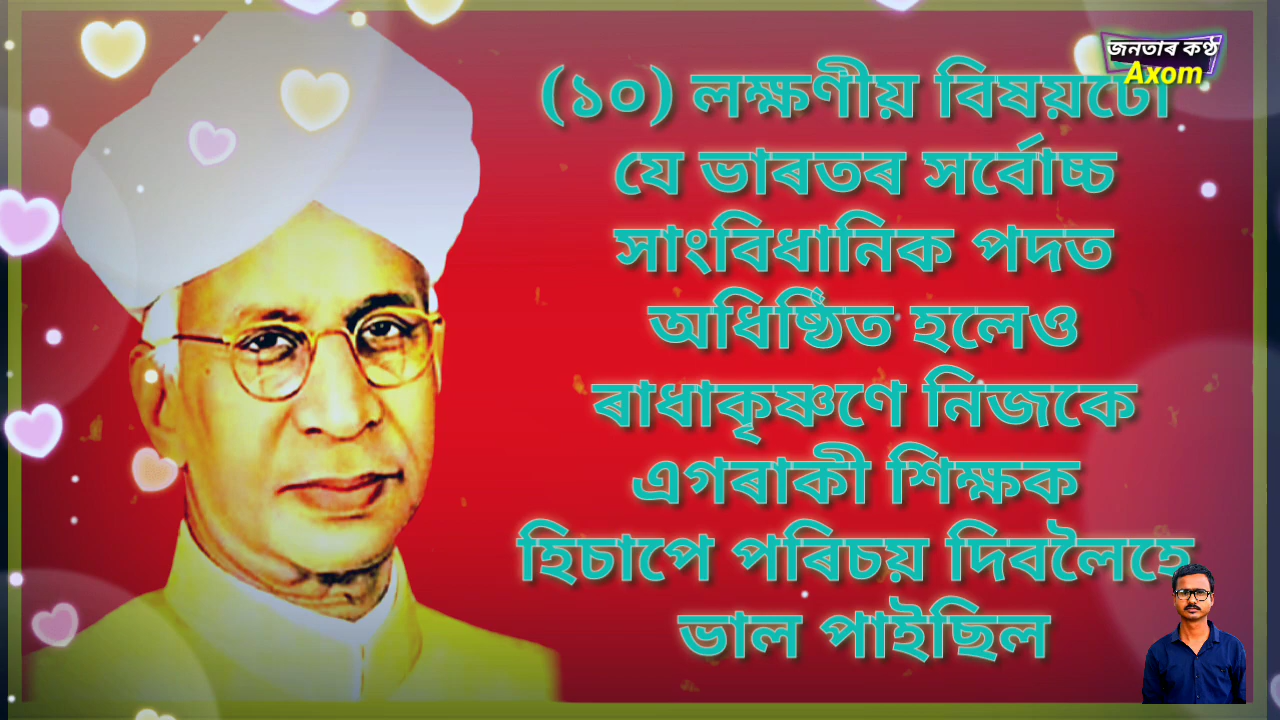 জনতাৰ কণ্ঠ
Axom
(১০) লক্ষণীয় বিষয়টো
যে ভাৰতৰ সৰ্বোচ্চ
সাংবিধানিক পদত
অধিষ্ঠিত হলেও
ৰাধাকৃষ্ণণে নিজকে
এগৰাকী শিক্ষক
হিচাপে পৰিচয় দিবলৈহে
ভাল পাইছিল